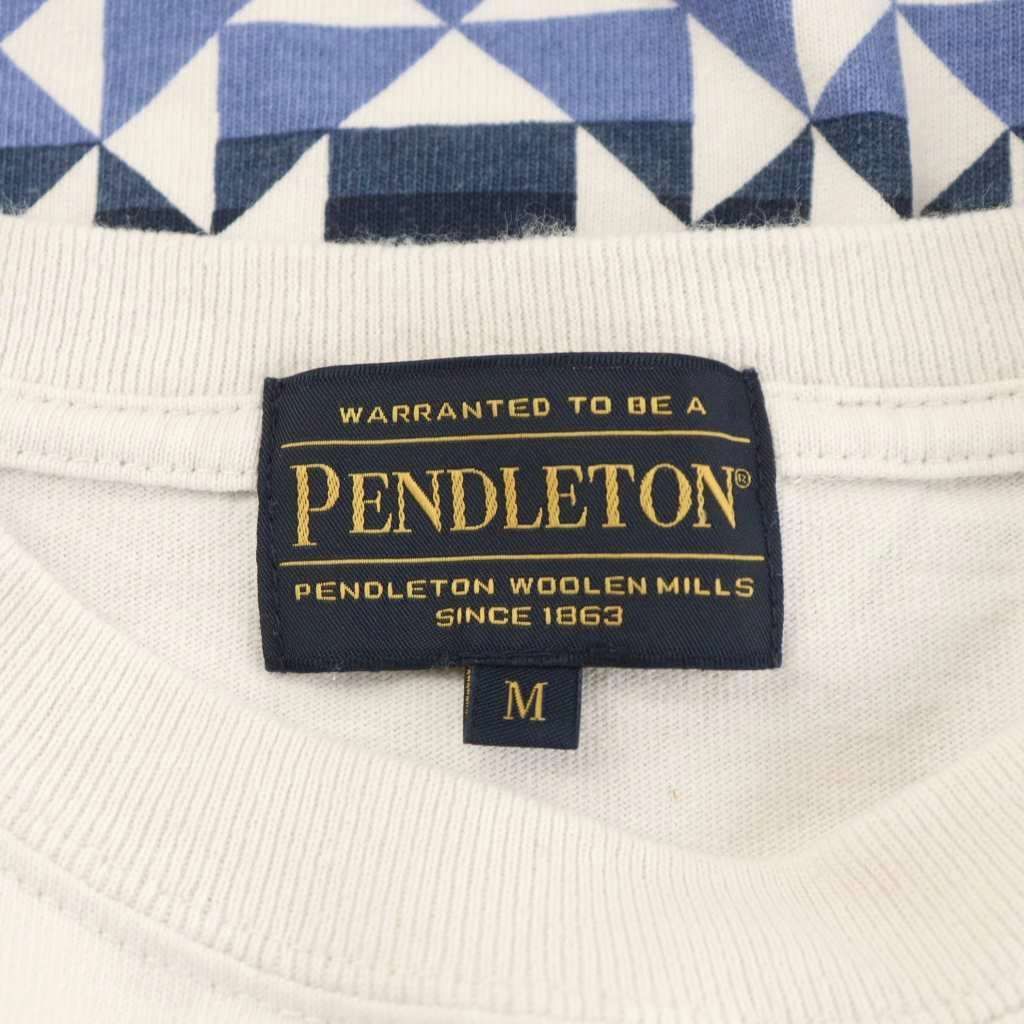 WARRANTED TO BE A
PENDLETON®
PENDLETON WOOLEN MILLS
SINCE 1863
M